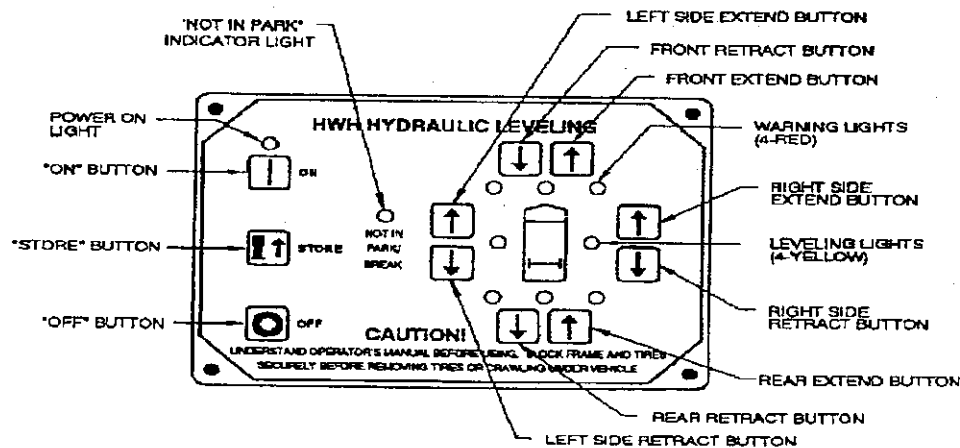 LEFT SIDE EXTEND BUTTON
"NOT IN PARK"
INDICATOR LIGHT
FRONT RETRACT BUTTON
FRONT EXTEND BUTTON
POWER ON
LIGHT
HWH HYDRAULIC LEVELING
WARNING LIGHTS
(4-RED)
"ON" BUTTON
ON
RIGHT SIDE
EXTEND BUTTON
NOT IN
PARK/
BREAK
"STORE" BUTTON
STORE
LEVELING LIGHTS
(4-YELLOW)
RIGHT SIDE
RETRACT BUTTON
"OFF" BUTTON
OFF
CAUTION!
UNDERSTAND OPERATOR'S MANUAL BEFORE USING. BLOCK FRAME AND TIRES
SECURELY BEFORE REMOVING TIRES OR CRAWLING UNDER VEHICLE
REAR EXTEND BUTTON
REAR RETRACT BUTTON
LEFT SIDE RETRACT BUTTON